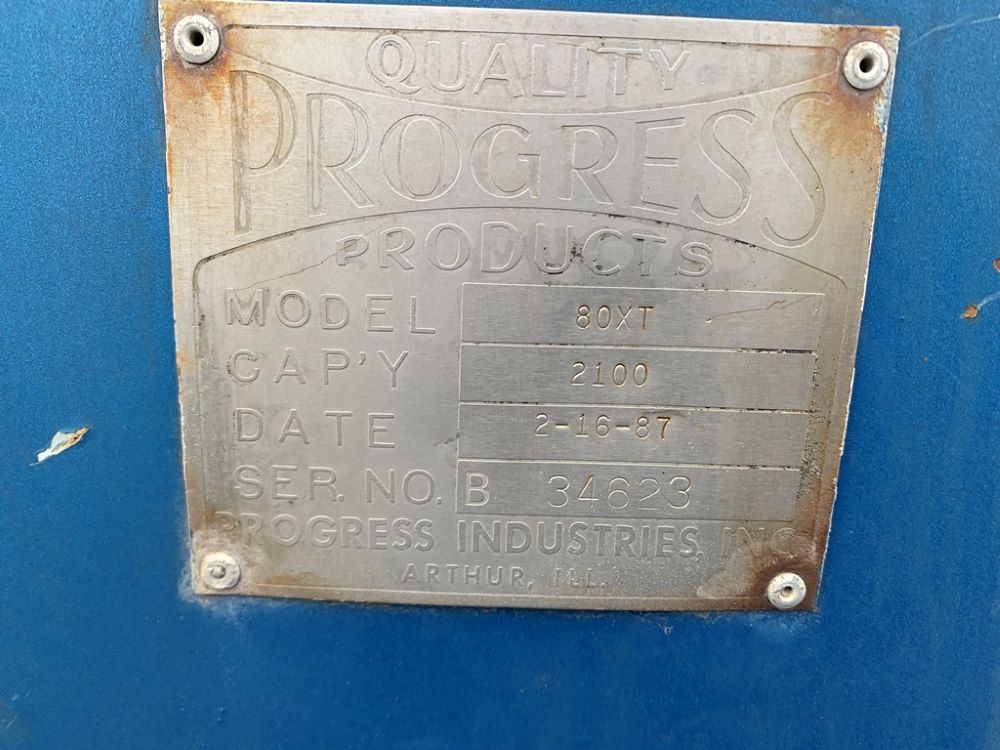 QUALITY
PROGRESS
PRODUCTS
MODEL 80XT
CAP'Y 2100
DATE 2-16-87
SER. NO. B 34623
PROGRESS INDUSTRIES, INC.
ARTHUR, ILL.